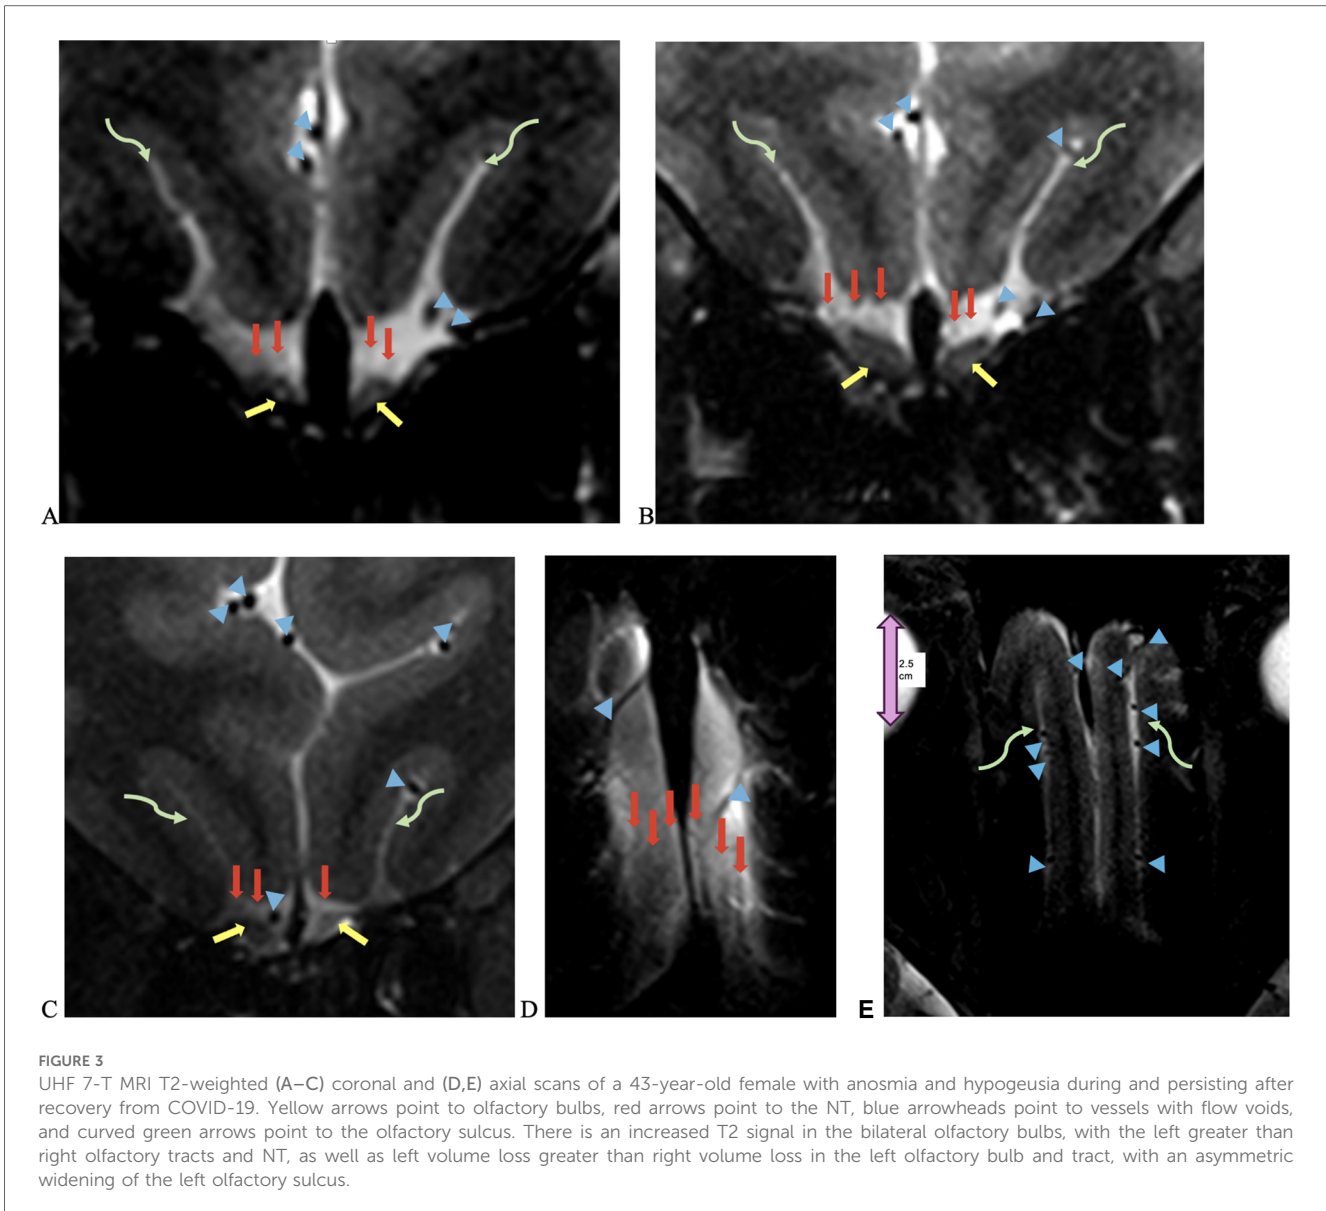 A
B
2.5
cm
C
D
E
FIGURE 3
UHF 7-T MRI T2-weighted (A–C) coronal and (D,E) axial scans of a 43-year-old female with anosmia and hypogeusia during and persisting after
recovery from COVID-19. Yellow arrows point to olfactory bulbs, red arrows point to the NT, blue arrowheads point to vessels with flow voids,
and curved green arrows point to the olfactory sulcus. There is an increased T2 signal in the bilateral olfactory bulbs, with the left greater than
right olfactory tracts and NT, as well as left volume loss greater than right volume loss in the left olfactory bulb and tract, with an asymmetric
widening of the left olfactory sulcus.